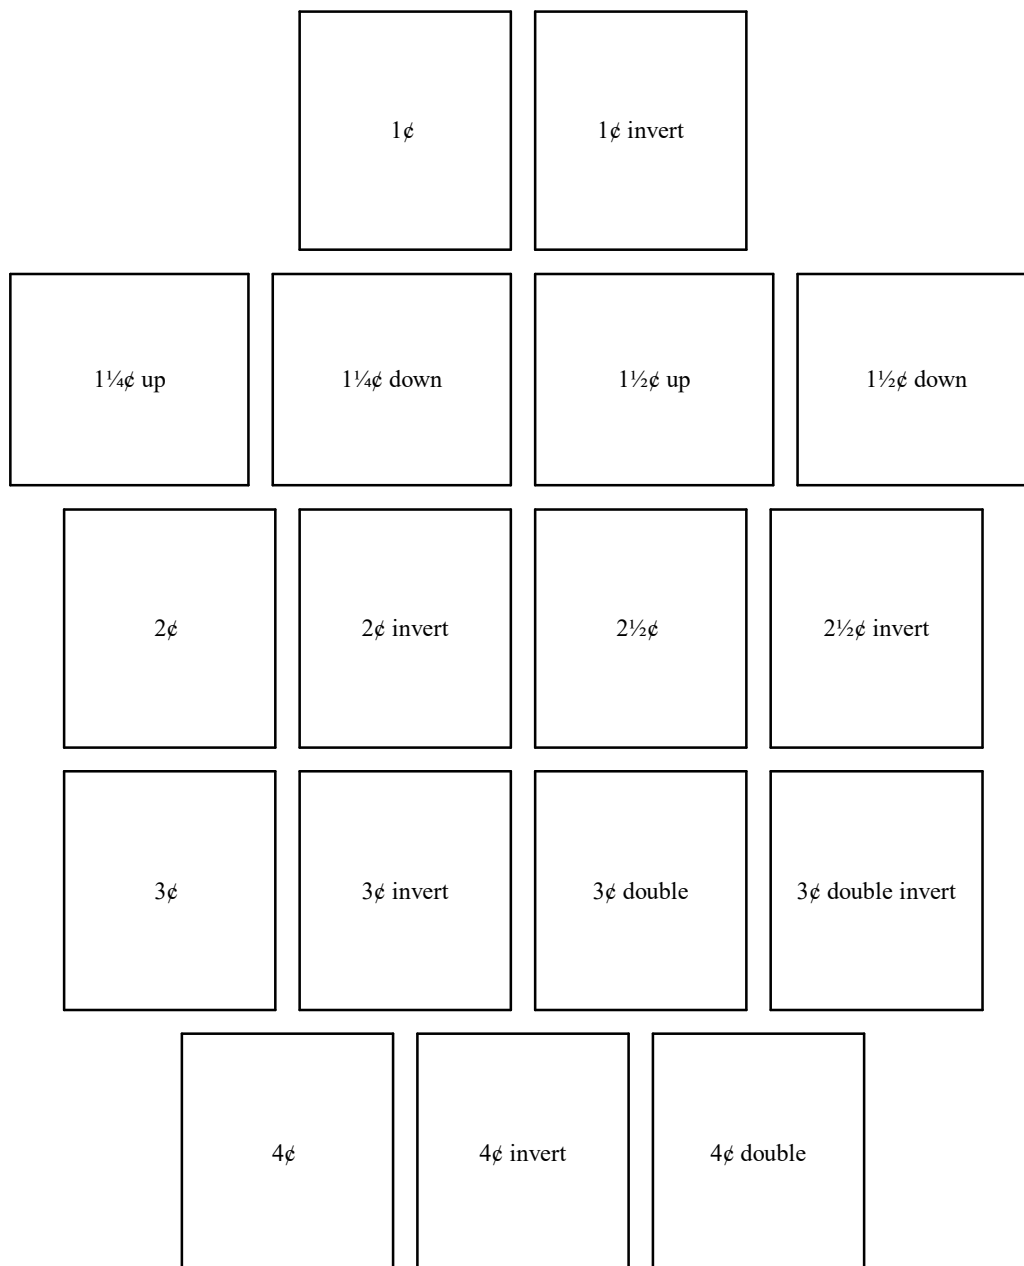 1¢
1¢ invert
1¼¢ up
1¼¢ down
1½¢ up
1½¢ down
2¢
2¢ invert
2½¢
2½¢ invert
3¢
3¢ invert
3¢ double
3¢ double invert
4¢
4¢ invert
4¢ double